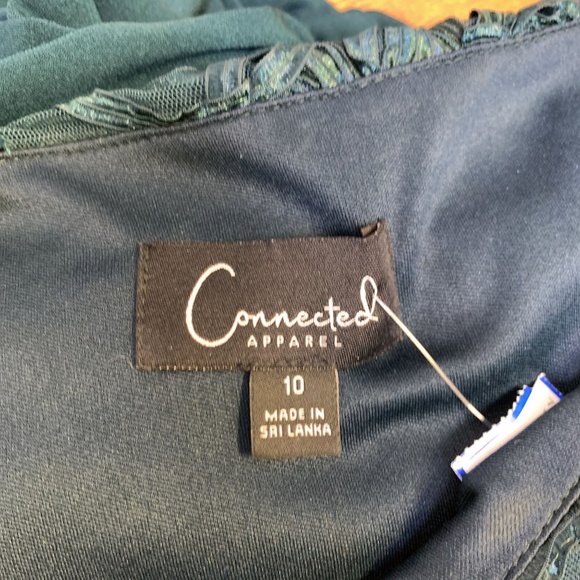 Connected
APPAREL
10
MADE IN
SRI LANKA